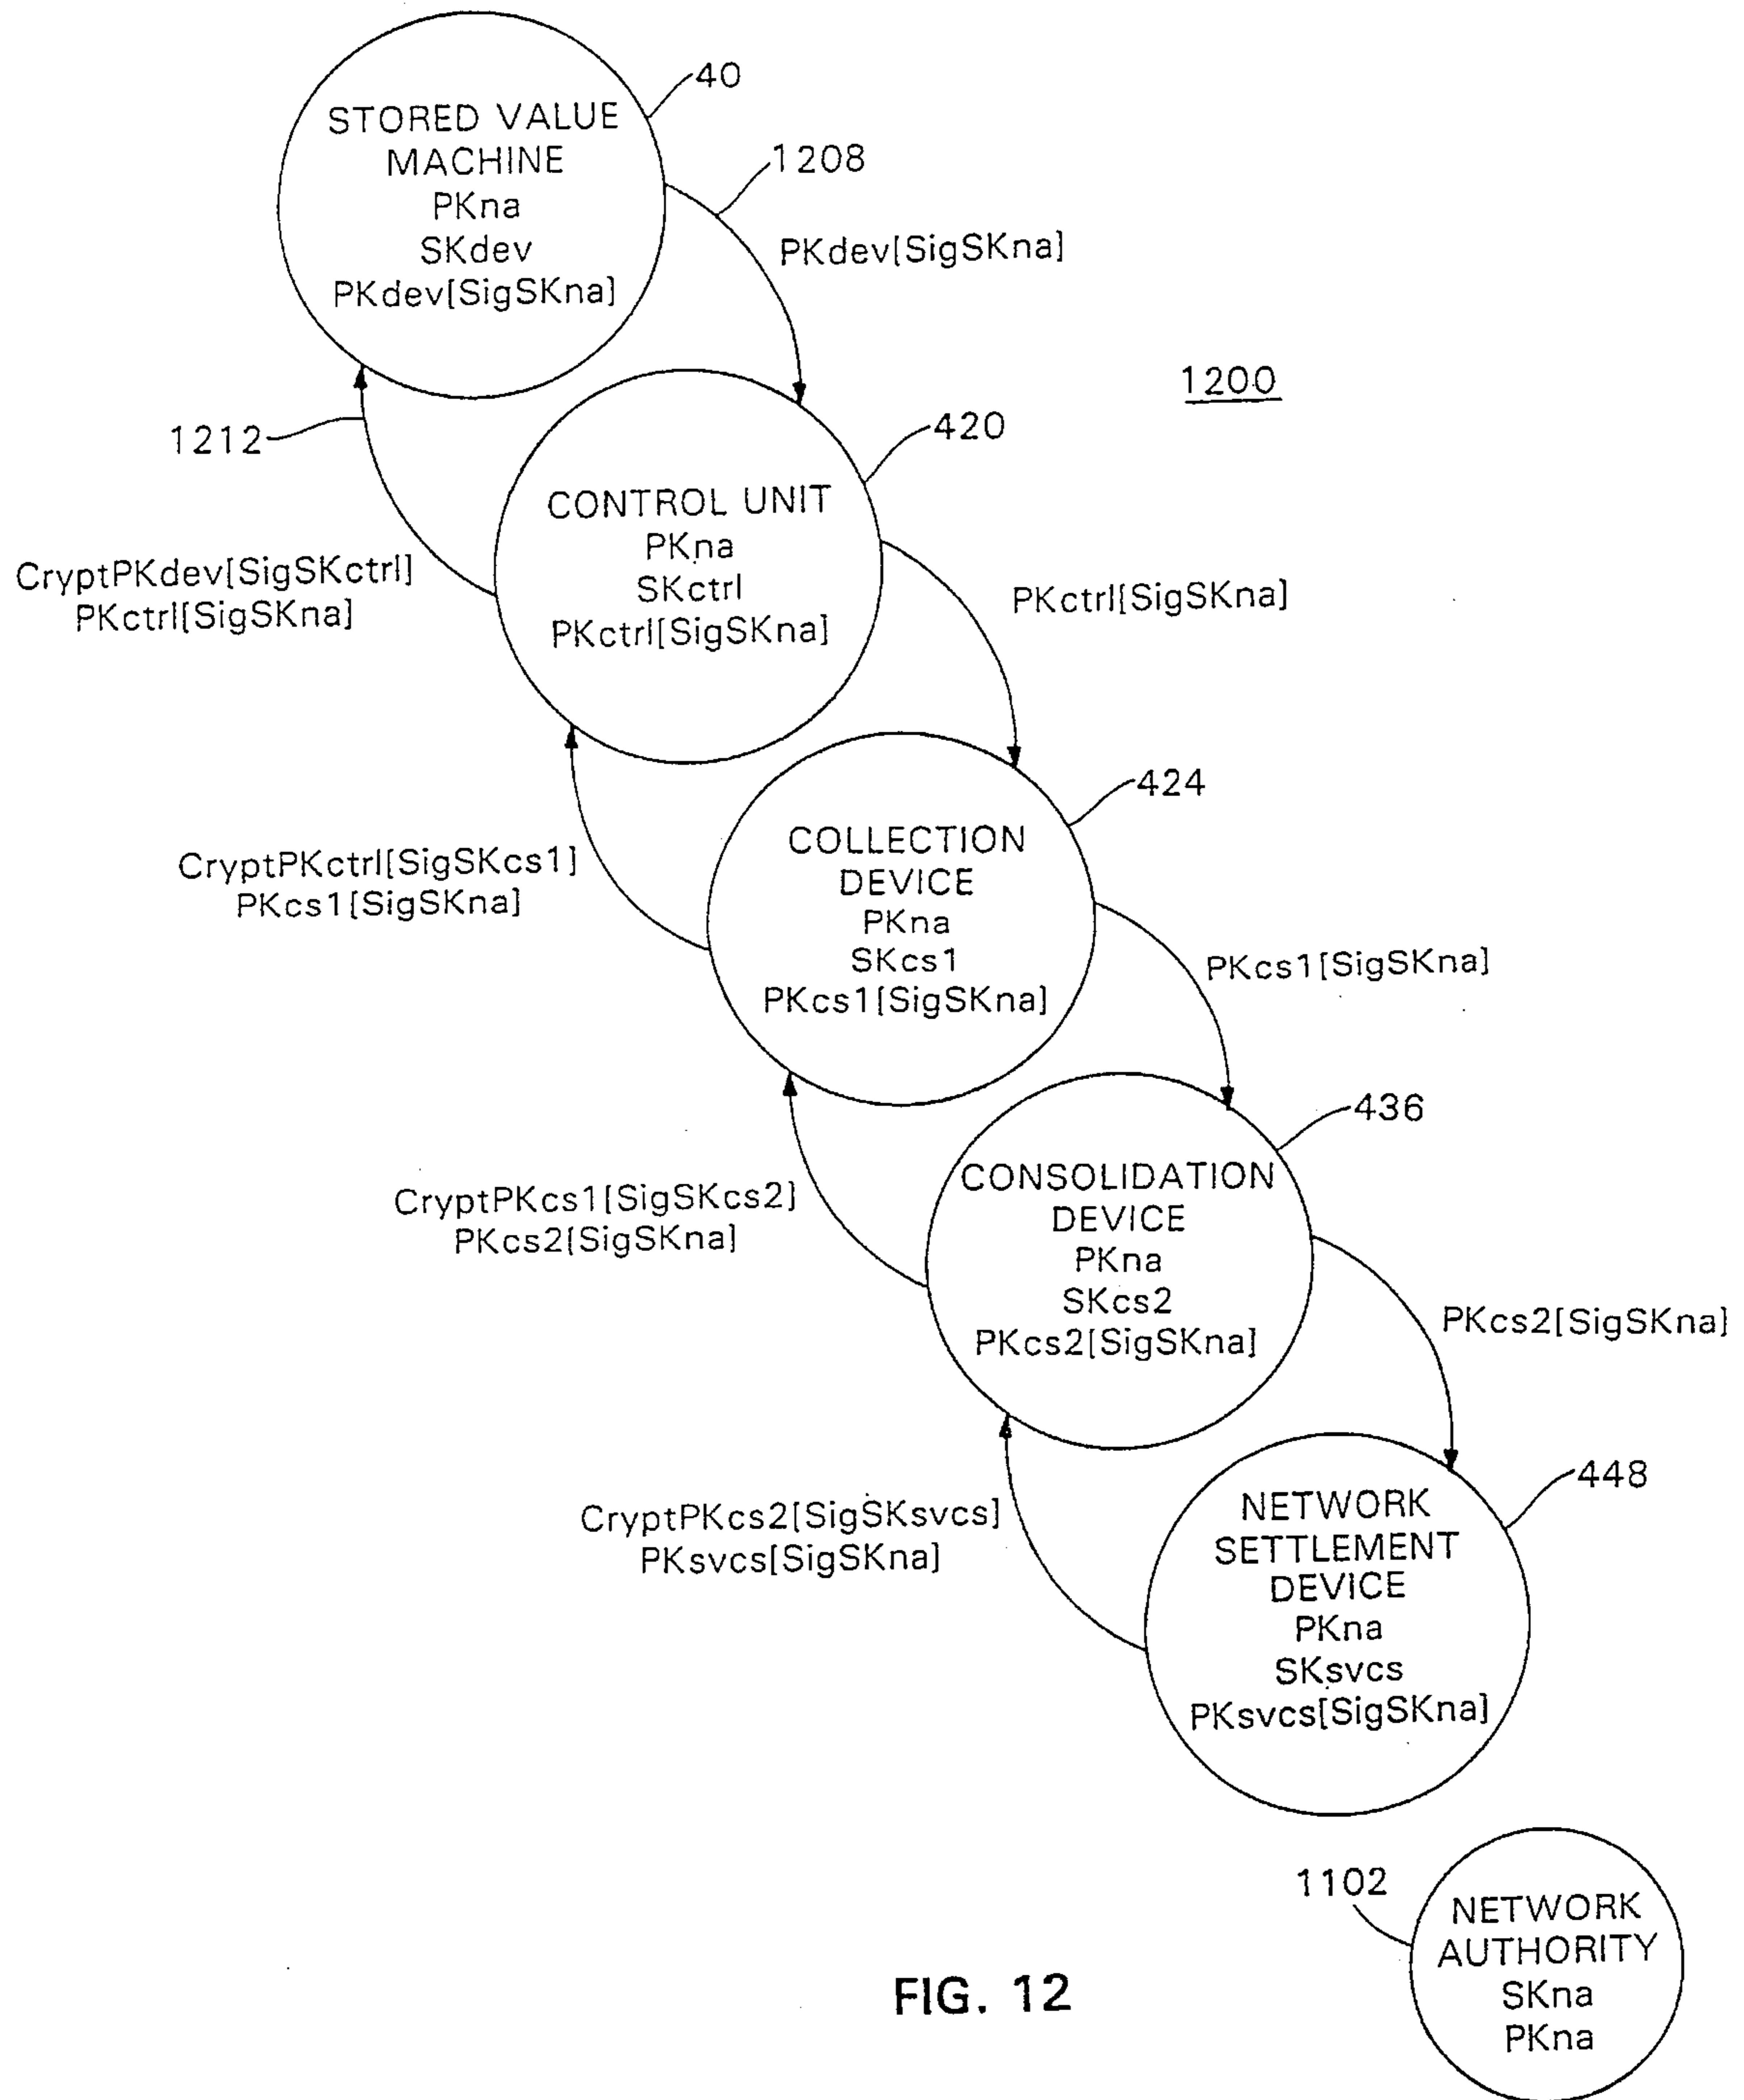 40
STORED VALUE
MACHINE
PKna
SKdev
PKdev[SigSKna]
1208
PKdev[SigSKna]
1200
1212
420
CONTROL UNIT
PKna
SKctrl
PKctrl[SigSKna]
CryptPKdev[SigSKctrl]
PKctrl[SigSKna]
PKctrl[SigSKna]
424
COLLECTION
DEVICE
PKna
SKcs1
PKcs1[SigSKna]
CryptPKctrl[SigSKcs1]
PKcs1[SigSKna]
PKcs1[SigSKna]
436
CONSOLIDATION
DEVICE
PKna
SKcs2
PKcs2[SigSKna]
CryptPKcs1[SigSKcs2]
PKcs2[SigSKna]
PKcs2[SigSKna]
448
NETWORK
SETTLEMENT
DEVICE
PKna
SKsvcs
PKsvcs[SigSKna]
CryptPKcs2[SigSKsvcs]
PKsvcs[SigSKna]
1102
NETWORK
AUTHORITY
SKna
PKna
FIG. 12